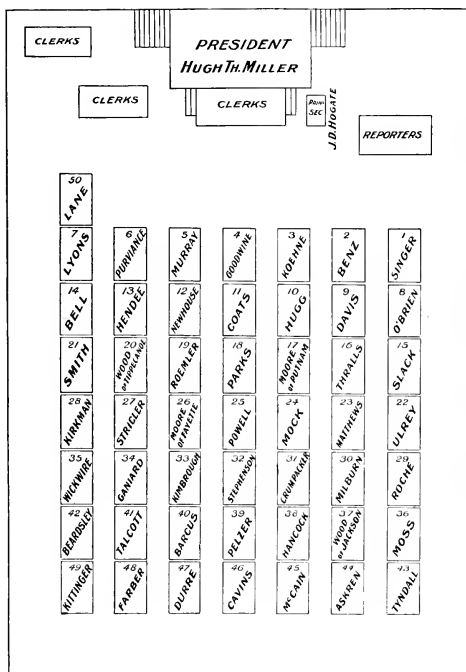 CLERKS
PRESIDENT
HUGH TH. MILLER
CLERKS
CLERKS
PRIN
SEC
J.D. HOGATE
REPORTERS
50
LANE
7
LYONS
6
PURVIANCE
5
MURRAY
4
GOODWINE
3
KOEHNE
2
BENZ
1
SINGER
14
BELL
13
HENDEE
12
NEWHOUSE
11
COATS
10
HUGG
9
DAVIS
8
O'BRIEN
21
SMITH
20
WOOD
OF TIPPECANOE
19
ROEMLER
18
PARKS
17
MOORE
OF PUTNAM
16
THRALLS
15
SLACK
28
KIRKMAN
27
STRICLER
26
MOORE
OF FAYETTE
25
POWELL
24
MOCK
23
MATTHEWS
22
ULREY
35
WICKWIRE
34
GANIARD
33
KIMBROUGH
32
STEPHENSON
31
CRUMPACKER
30
MILBURN
29
ROCHE
42
BEARDSLEY
41
TALCOTT
40
BARCUS
39
PELZER
38
HANCOCK
37
WOOD
OF JACKSON
36
MOSS
49
KITTINGER
48
FARBER
47
DURRE
46
CAVINS
45
McCAIN
44
ASKREN
43
TYNDALL